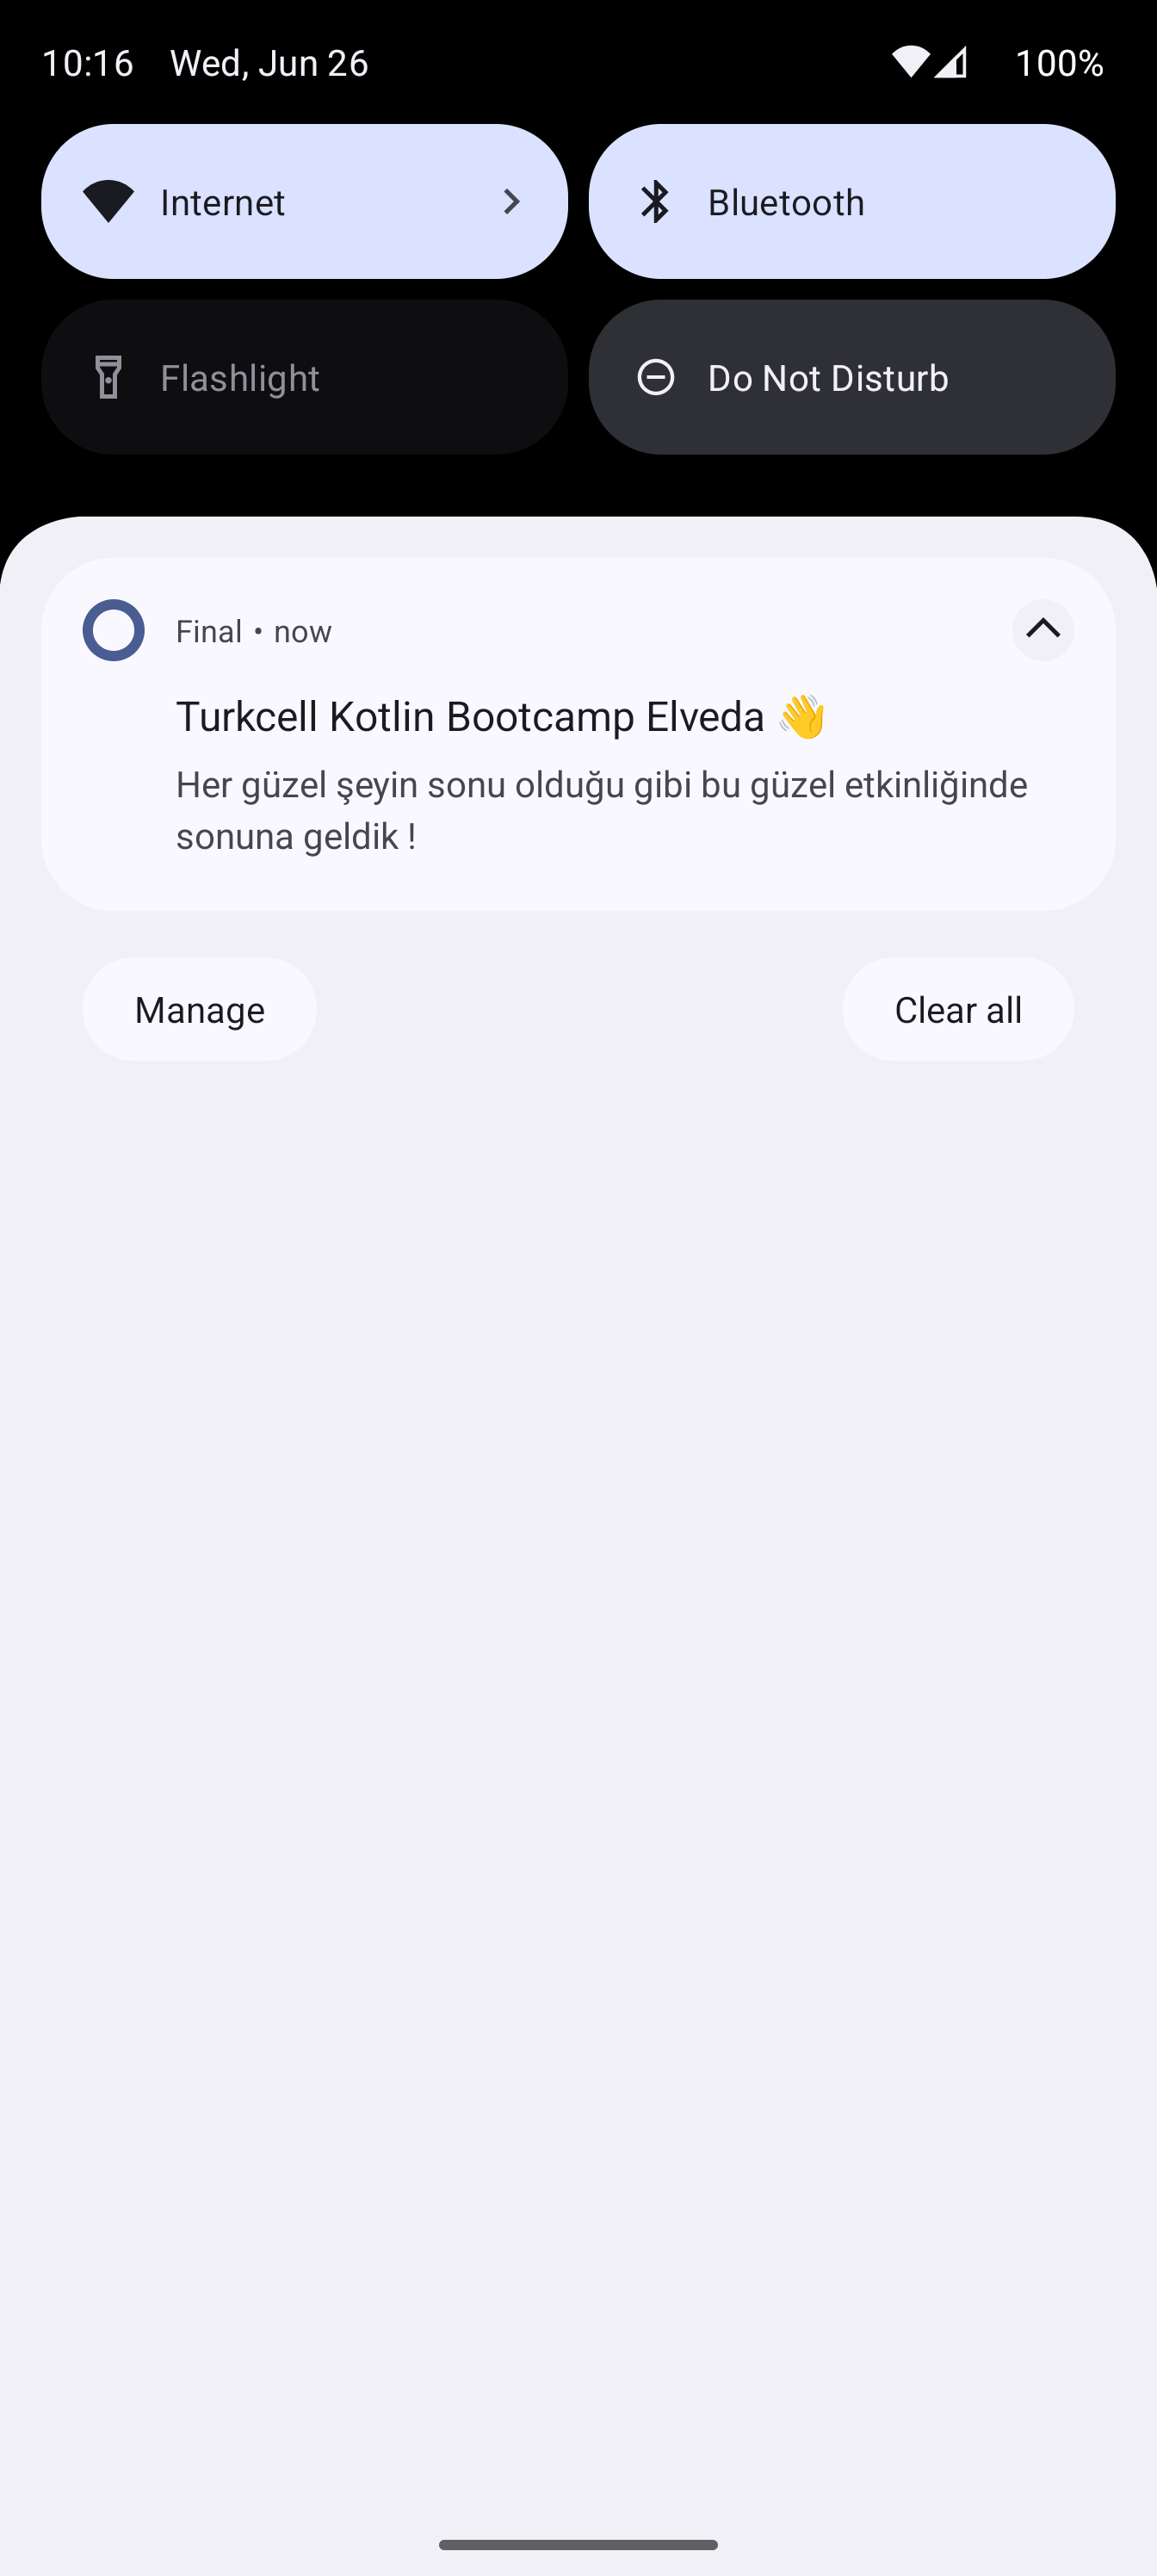 10:16 Wed, Jun 26 100%
Internet Bluetooth
Flashlight Do Not Disturb
Final • now
Turkcell Kotlin Bootcamp Elveda 👋
Her güzel şeyin sonu olduğu gibi bu güzel etkinliğinde
sonuna geldik !
Manage Clear all